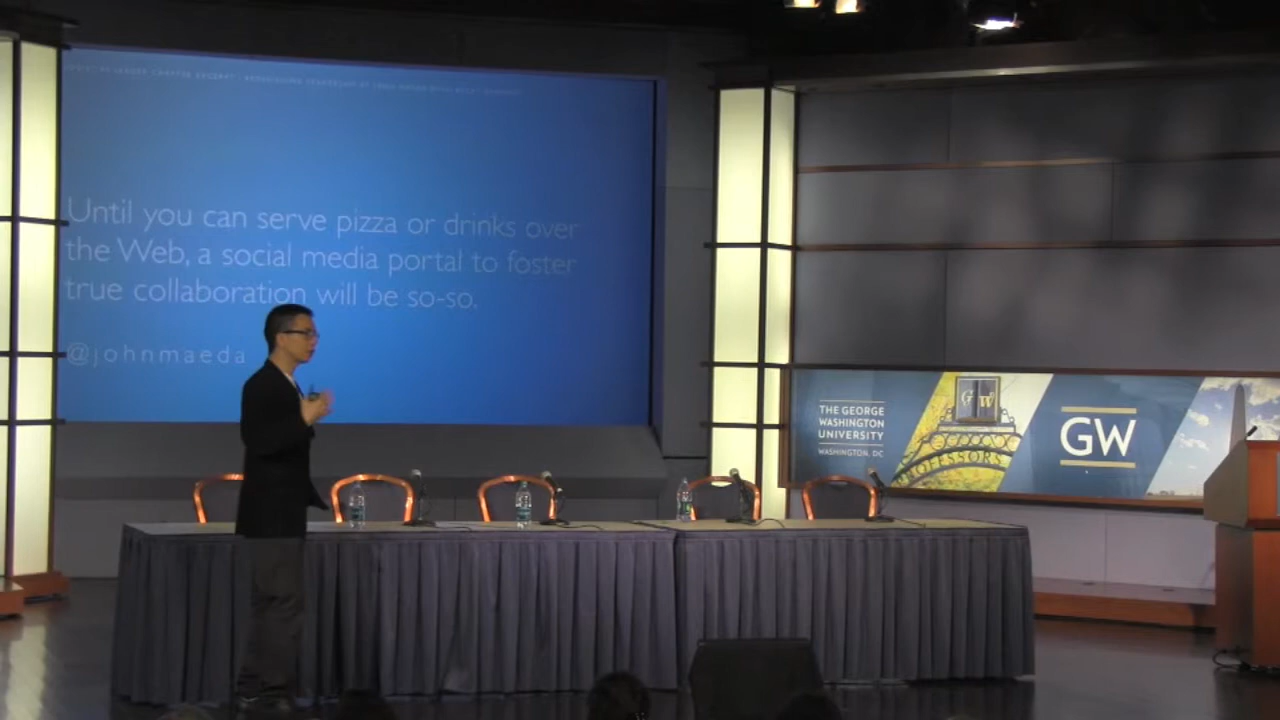 Until you can serve pizza or drinks over
the Web, a social media portal to foster
true collaboration will be so-so.
@johnmaeda
THE GEORGE
WASHINGTON
UNIVERSITY
WASHINGTON, DC
G W
PROFESSORS
GW